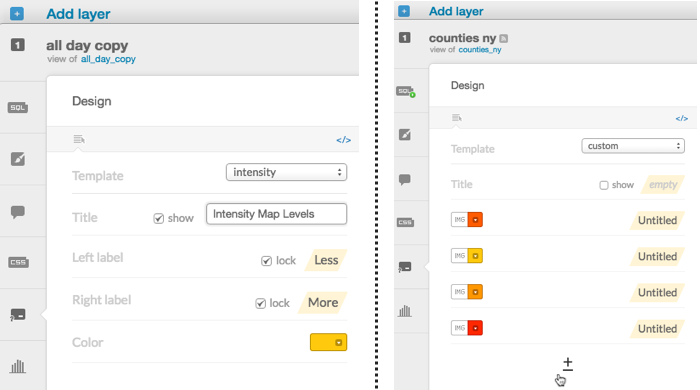 Add layer
1
all day copy
view of all_day_copy
SQL
Design
</>
Template intensity
Title show Intensity Map Levels
Left label lock Less
CSS
Right label lock More
Color
Add layer
1
counties ny
view of counties_ny
Design
SQL
</>
Template custom
Title show empty
IMG Untitled
CSS
IMG Untitled
IMG Untitled
IMG Untitled